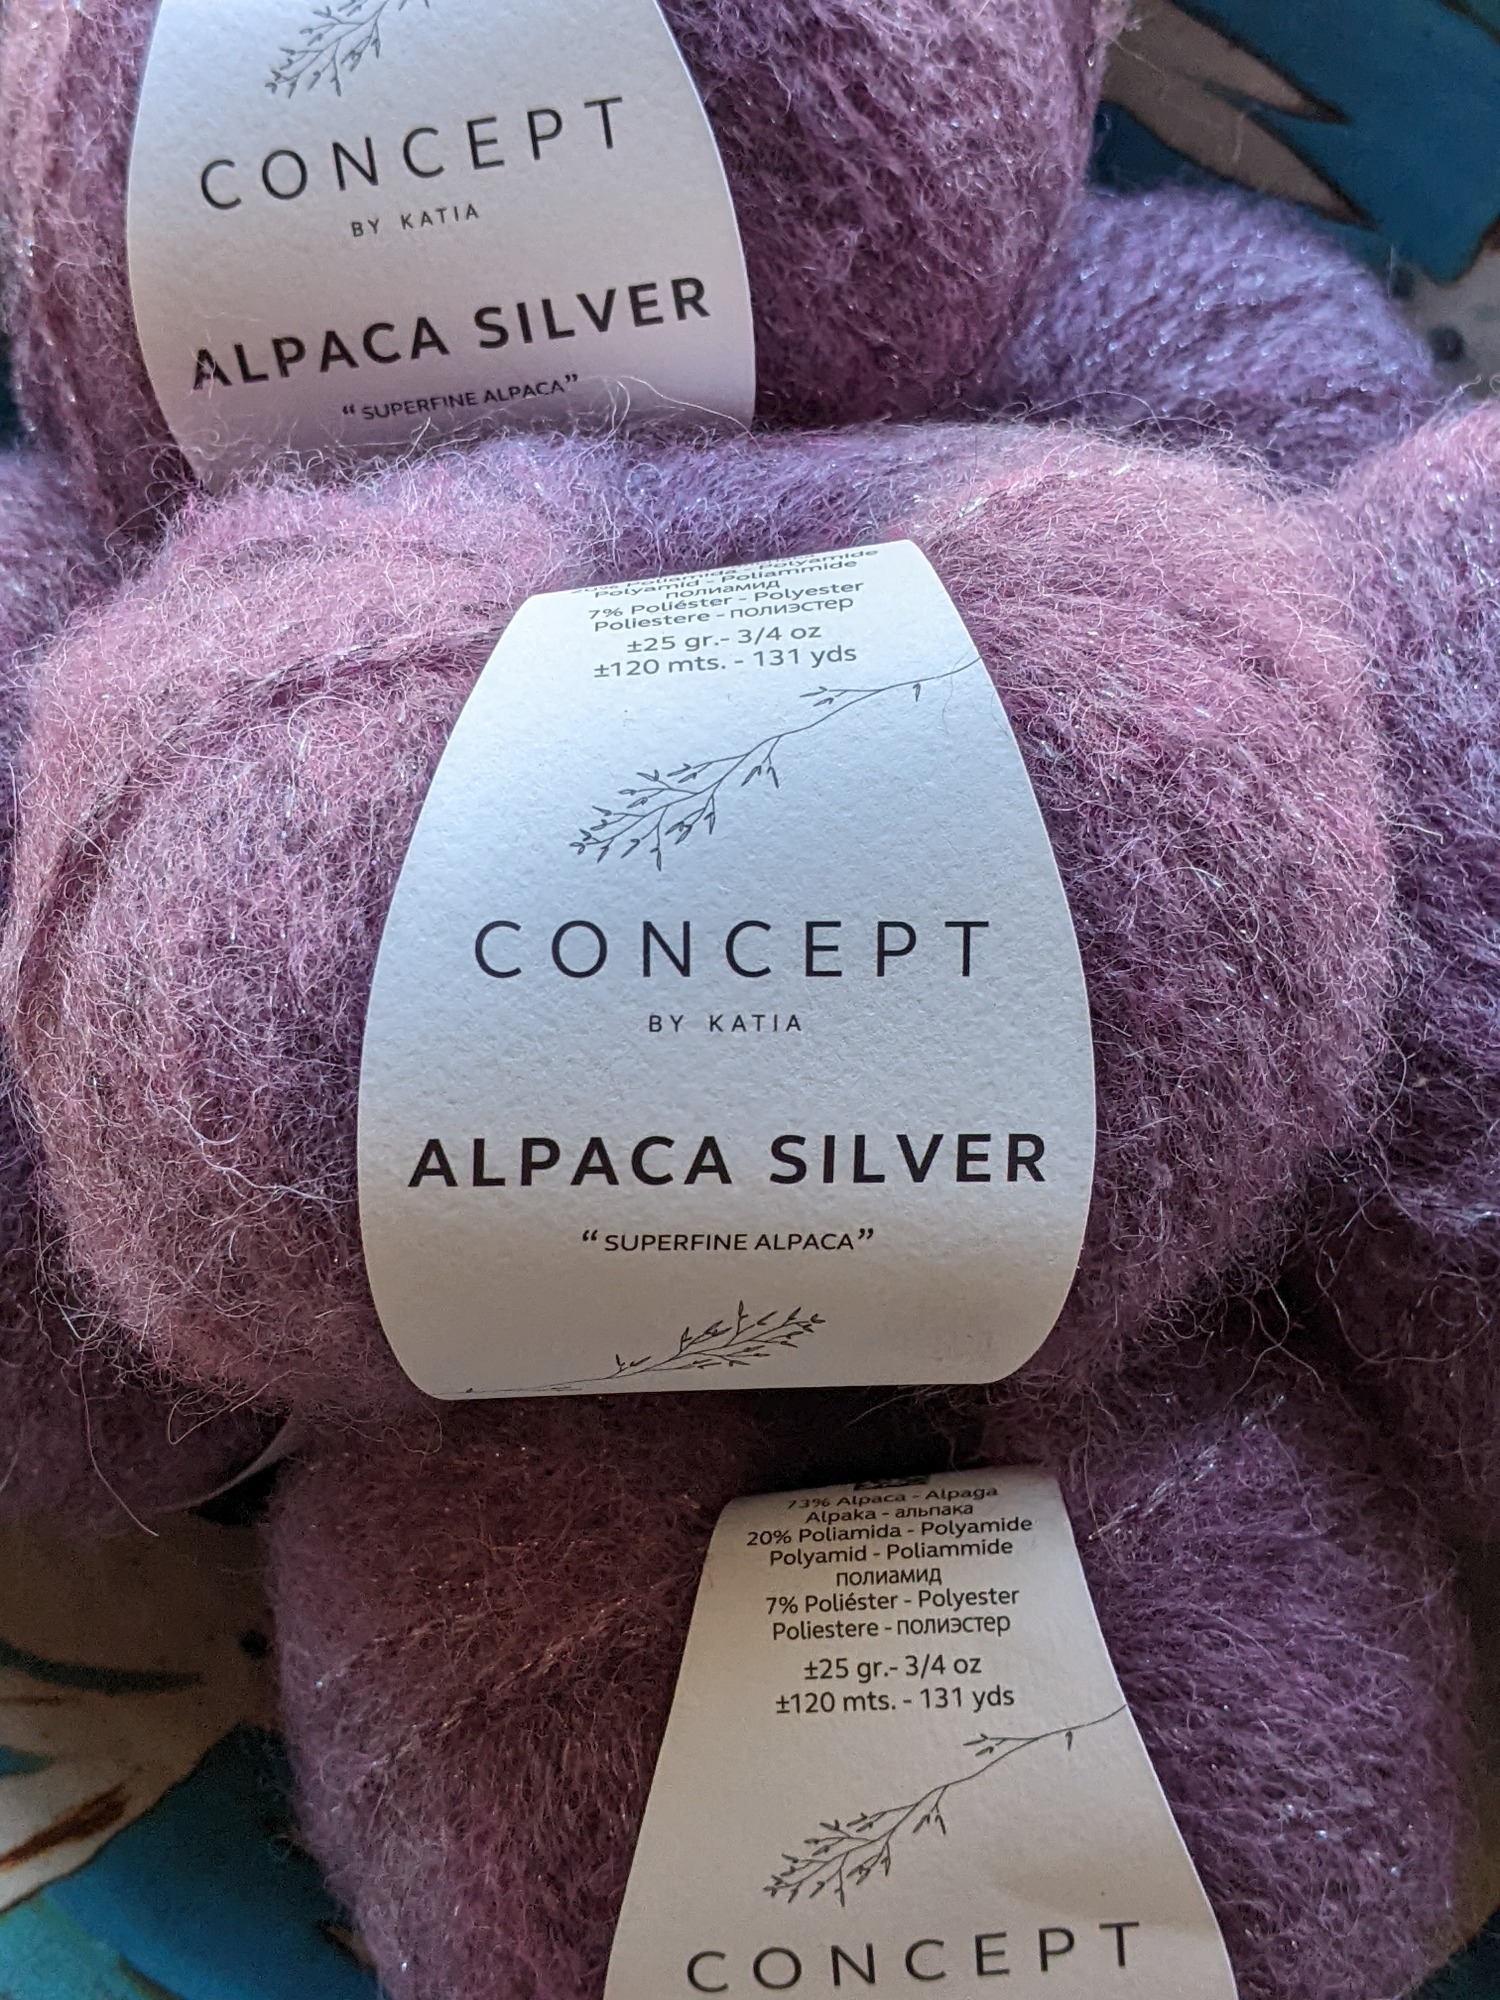 CONCEPT
BY KATIA
ALPACA SILVER
“SUPERFINE ALPACA”
20% Poliamida - Polyamide
Polyamid - Poliammide
полиамид
7% Poliéster - Polyester
Poliestere - полиэстер
±25 gr.- 3/4 oz
±120 mts. - 131 yds
CONCEPT
BY KATIA
ALPACA SILVER
“SUPERFINE ALPACA”
73% Alpaca - Alpaga
Alpaka - альпака
20% Poliamida - Polyamide
Polyamid - Poliammide
полиамид
7% Poliéster - Polyester
Poliestere - полиэстер
±25 gr.- 3/4 oz
±120 mts. - 131 yds
CONCEPT